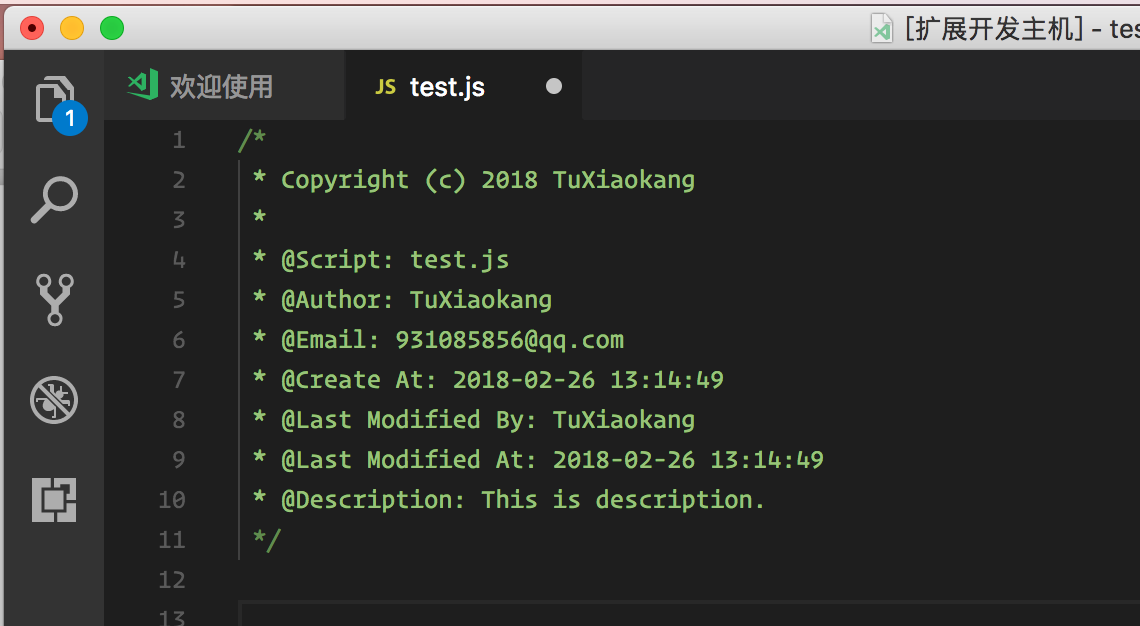 [扩展开发主机] - tes
1
欢迎使用
JS test.js
1 /*
2 * Copyright (c) 2018 TuXiaokang
3 *
4 * @Script: test.js
5 * @Author: TuXiaokang
6 * @Email: 931085856@qq.com
7 * @Create At: 2018-02-26 13:14:49
8 * @Last Modified By: TuXiaokang
9 * @Last Modified At: 2018-02-26 13:14:49
10 * @Description: This is description.
11 */
12
13